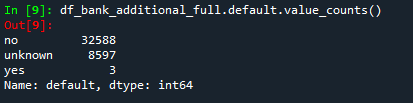 In [9]: df_bank_additional_full.default.value_counts()
Out[9]:
no         32588
unknown     8597
yes            3
Name: default, dtype: int64